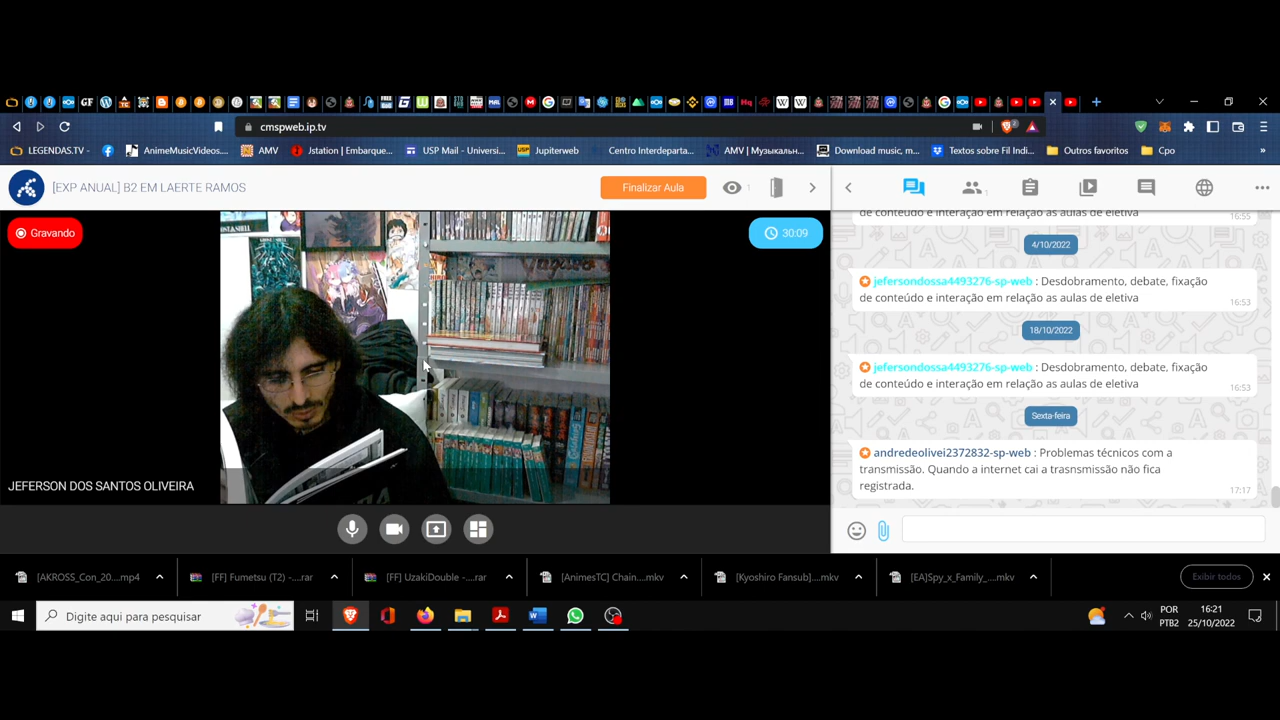 cmspweb.ip.tv
2
LEGENDAS.TV -
AnimeMusicVideos...
AMV
Jstation | Embarque...
USP Mail - Universi...
Jupiterweb
Centro Interdeparta...
AMV | Музыкальн...
Download music, m...
Textos sobre Fil Indi...
Outros favoritos
Cpo
»
[EXP ANUAL] B2 EM LAERTE RAMOS
Finalizar Aula
1
1
Gravando
30:09
JEFERSON DOS SANTOS OLIVEIRA
de conteúdo e interação em relação as aulas de eletiva
16:55
4/10/2022
jefersondossa4493276-sp-web : Desdobramento, debate, fixação
de conteúdo e interação em relação as aulas de eletiva
16:53
18/10/2022
jefersondossa4493276-sp-web : Desdobramento, debate, fixação
de conteúdo e interação em relação as aulas de eletiva
16:53
Sexta-feira
andredeolivei2372832-sp-web : Problemas técnicos com a
transmissão. Quando a internet cai a trasnsmissão não fica
registrada.
17:17
[AKROSS_Con_20....mp4
[FF] Fumetsu (T2) -....rar
[FF] UzakiDouble -....rar
[AnimesTC] Chain....mkv
[Kyoshiro Fansub]....mkv
[EA]Spy_x_Family_....mkv
Exibir todos
Digite aqui para pesquisar
POR
PTB2
16:21
25/10/2022